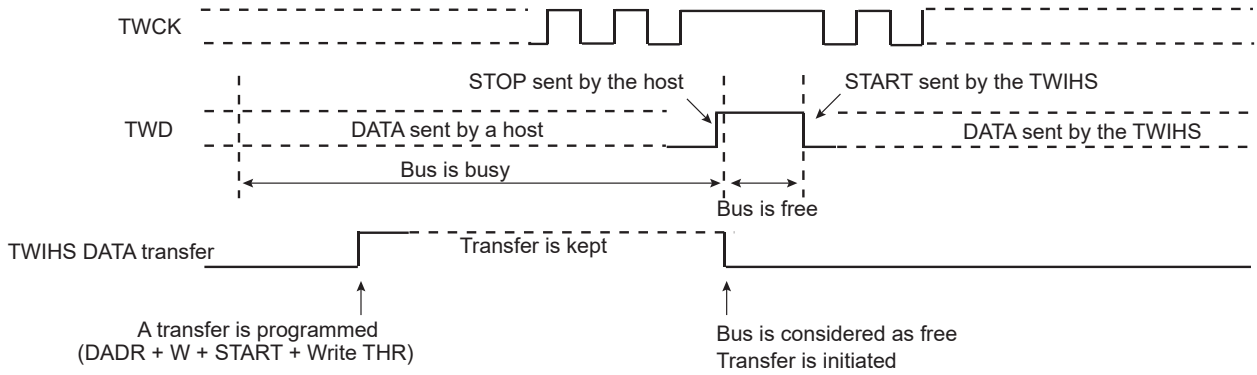 TWCK
STOP sent by the host
START sent by the TWIHS
TWD
DATA sent by a host
DATA sent by the TWIHS
Bus is busy
Bus is free
TWIHS DATA transfer
Transfer is kept
A transfer is programmed
(DADR + W + START + Write THR)
Bus is considered as free
Transfer is initiated